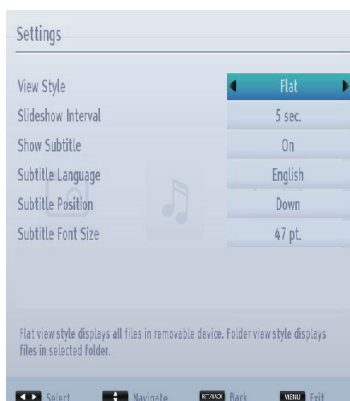 Settings
View Style Flat
Slideshow Interval 5 sec.
Show Subtitle On
Subtitle Language English
Subtitle Position Down
Subtitle Font Size 47 pt.
Flat view style displays all files in removable device. Folder view style displays
files in selected folder.
Select Navigate RET/BACK Back MENU Exit